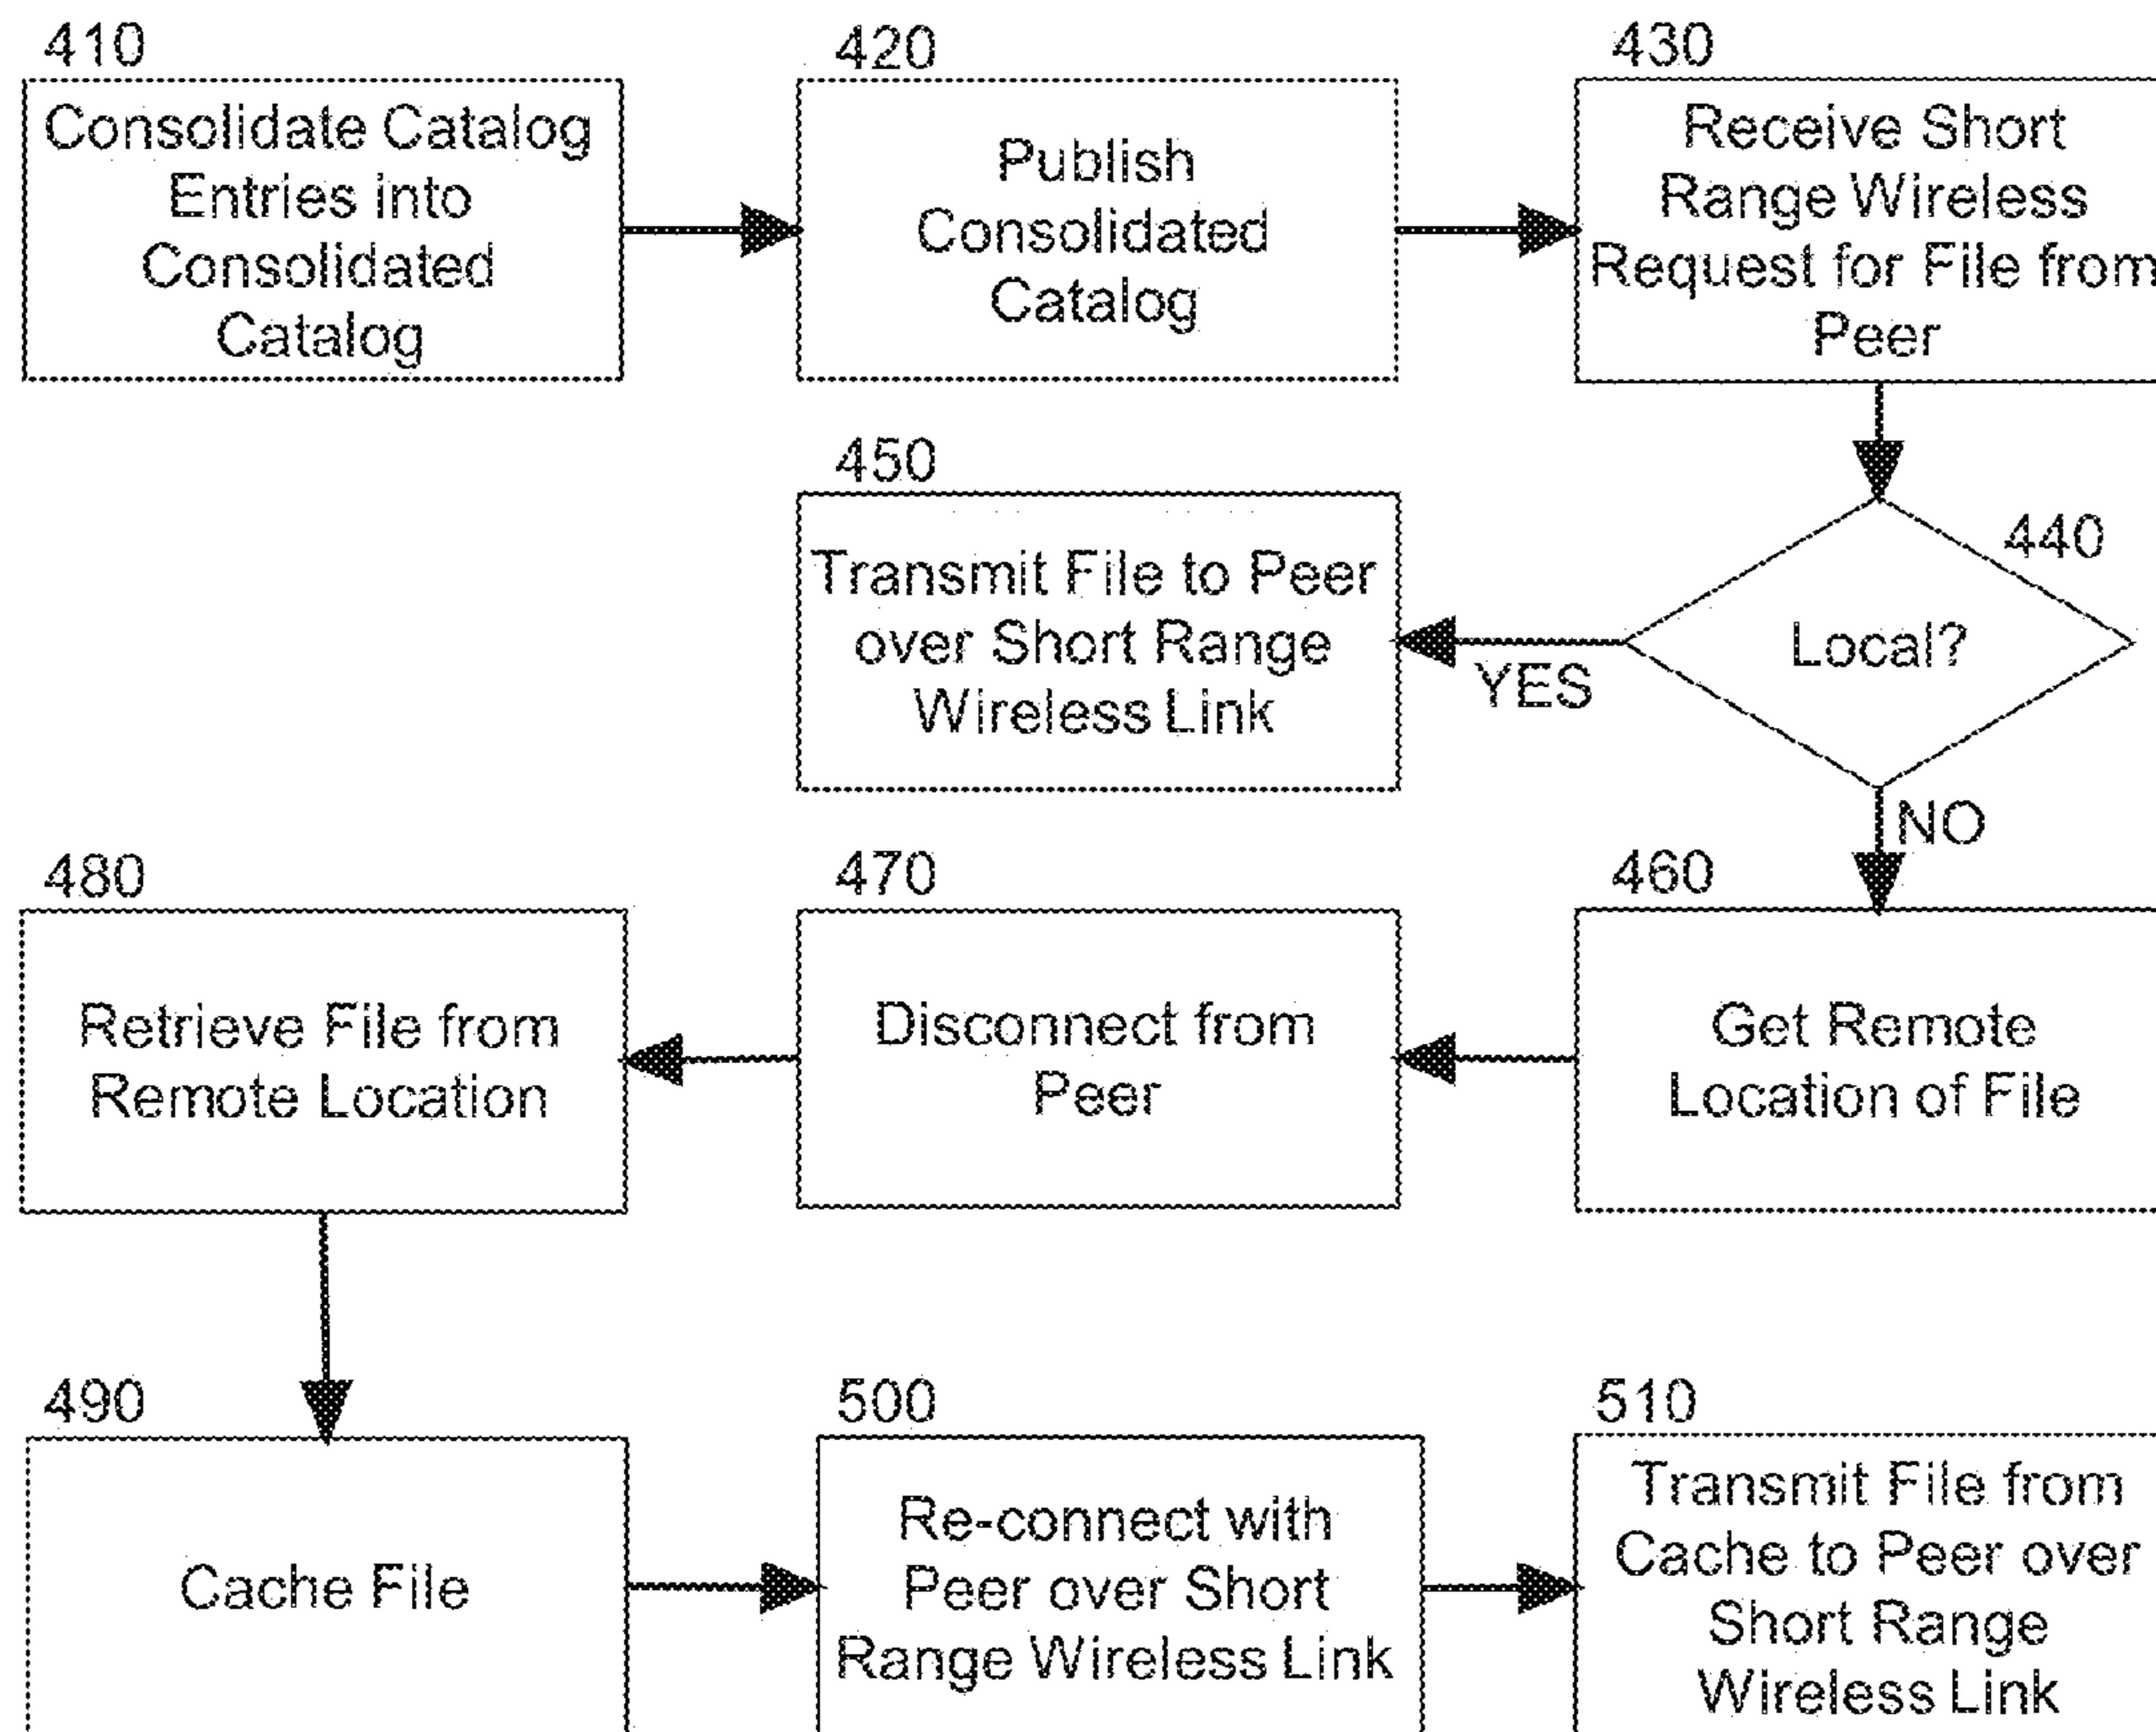 410
Consolidate Catalog
Entries into
Consolidated
Catalog
420
Publish
Consolidated
Catalog
430
Receive Short
Range Wireless
Request for File from
Peer
440
Local?
YES
NO
450
Transmit File to Peer
over Short Range
Wireless Link
460
Get Remote
Location of File
470
Disconnect from
Peer
480
Retrieve File from
Remote Location
490
Cache File
500
Re-connect with
Peer over Short
Range Wireless Link
510
Transmit File from
Cache to Peer over
Short Range
Wireless Link